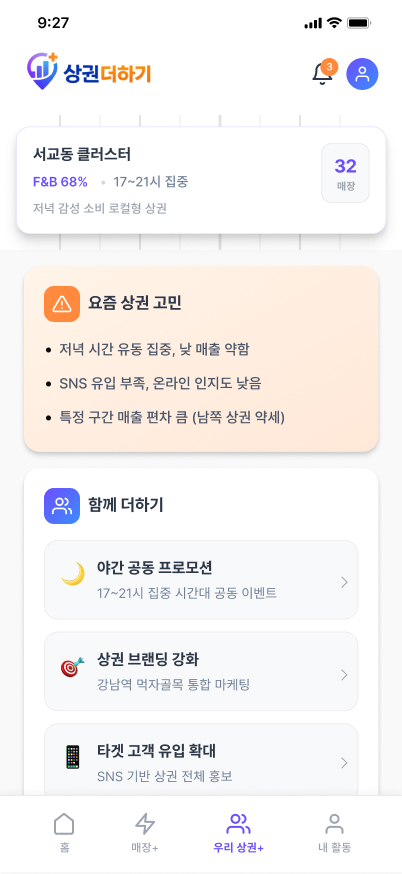 9:27
상권더하기
3
서교동 클러스터
F&B 68% • 17~21시 집중
저녁 감성 소비 로컬형 상권
32
매장
요즘 상권 고민
• 저녁 시간 유동 집중, 낮 매출 약함
• SNS 유입 부족, 온라인 인지도 낮음
• 특정 구간 매출 편차 큼 (남쪽 상권 약세)
함께 더하기
야간 공동 프로모션
17~21시 집중 시간대 공동 이벤트
상권 브랜딩 강화
강남역 먹자골목 통합 마케팅
타겟 고객 유입 확대
SNS 기반 상권 전체 홍보
홈
매장+
우리 상권+
내 활동